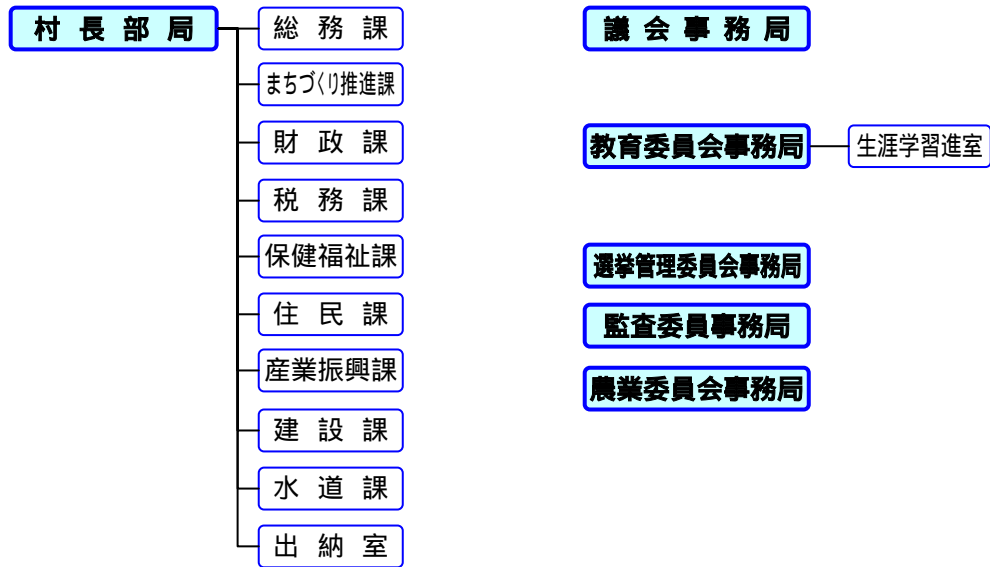 村長部局
総務課
まちづくり推進課
財政課
税務課
保健福祉課
住民課
産業振興課
建設課
水道課
出納室
議会事務局
教育委員会事務局
生涯学習進室
選挙管理委員会事務局
監査委員事務局
農業委員会事務局